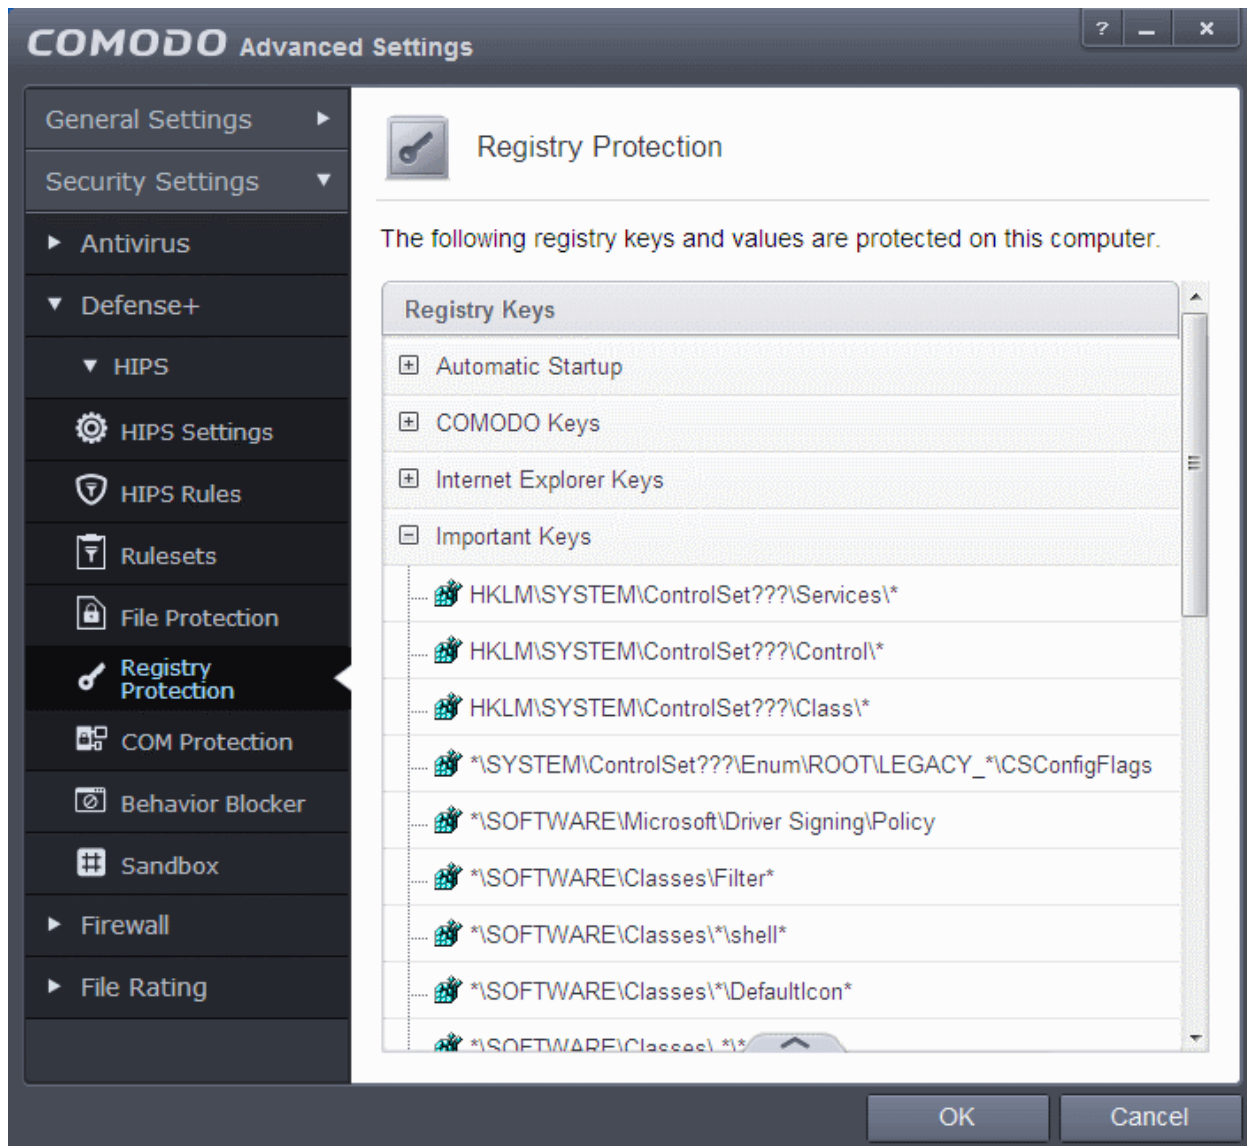 COMODO Advanced Settings
?
General Settings
Security Settings
Antivirus
Defense+
HIPS
HIPS Settings
HIPS Rules
Rulesets
File Protection
Registry
Protection
COM Protection
Behavior Blocker
Sandbox
Firewall
File Rating
Registry Protection
The following registry keys and values are protected on this computer.
Registry Keys
Automatic Startup
COMODO Keys
Internet Explorer Keys
Important Keys
HKLM\SYSTEM\ControlSet???\Services\*
HKLM\SYSTEM\ControlSet???\Control\*
HKLM\SYSTEM\ControlSet???\Class\*
*\SYSTEM\ControlSet???\Enum\ROOT\LEGACY_*\CSConfigFlags
*\SOFTWARE\Microsoft\Driver Signing\Policy
*\SOFTWARE\Classes\Filter*
*\SOFTWARE\Classes\*\shell*
*\SOFTWARE\Classes\*\DefaultIcon*
*\SOFTWARE\Classes\.*\*
OK
Cancel